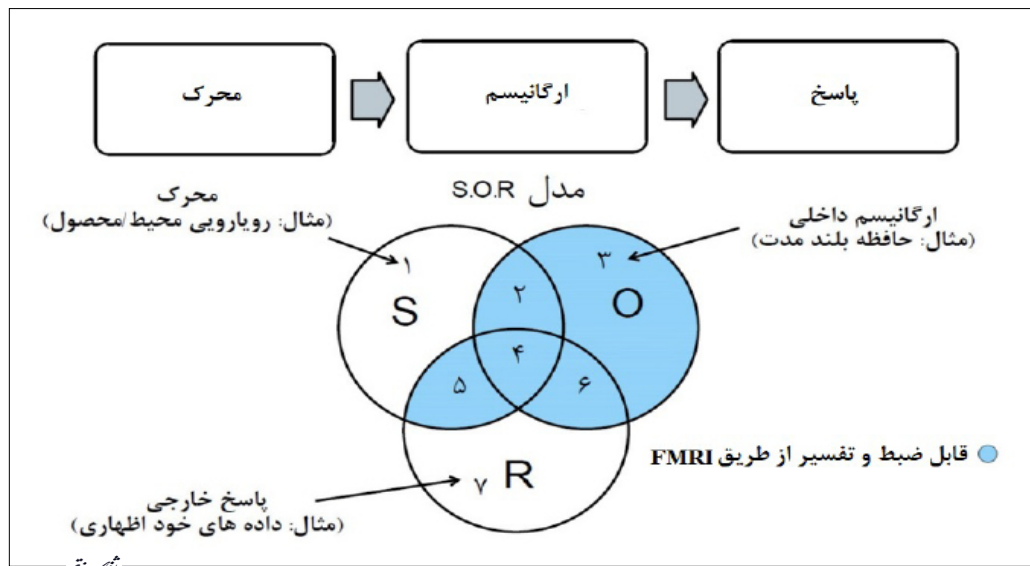 محرک
ارگانیسم
پاسخ
مدل S.O.R
محرک
(مثال: رویارویی محیط/محصول)
ارگانیسم داخلی
(مثال: حافظه بلند مدت)
۱
۲
۳
S
O
۴
۵
۶
قابل ضبط و تفسیر از طریق FMRI
۷
R
پاسخ خارجی
(مثال: داده های خود اظهاری)